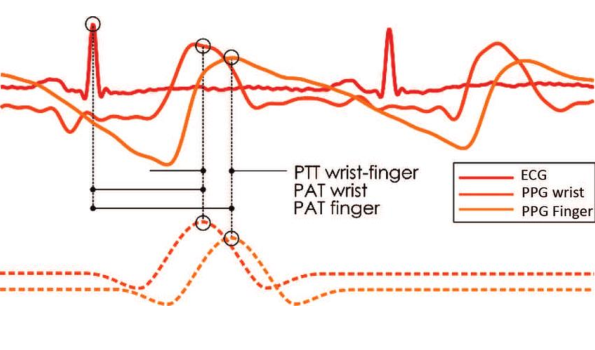 PTT wrist-finger
PAT wrist
PAT finger
ECG
PPG wrist
PPG Finger